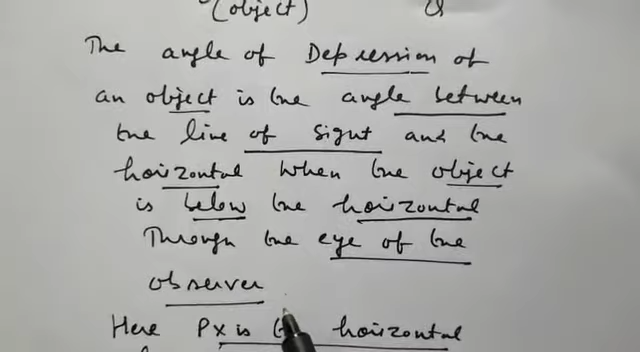 (object) Q
The angle of Depression of
an object is the angle between
the line of sight and the
horizontal when the object
is below the horizontal
Through the eye of the
observer
Here PX is the horizontal